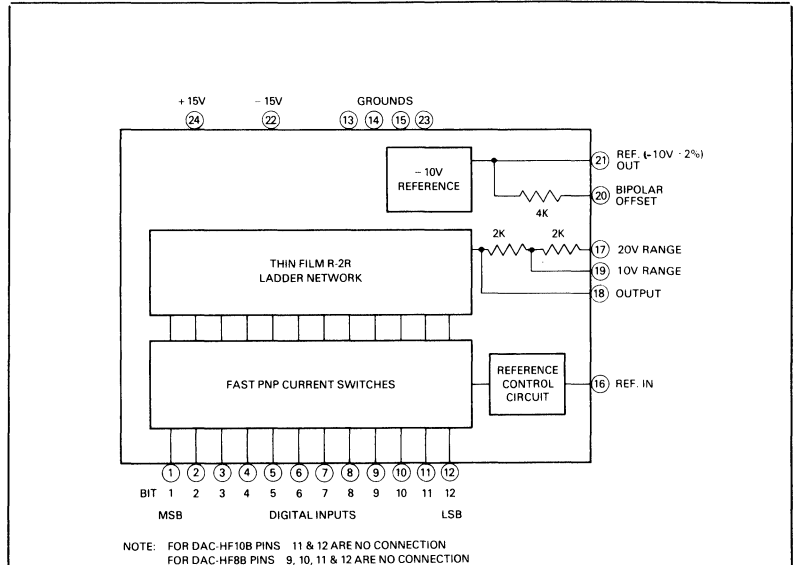 + 15V – 15V GROUNDS
24 22 13 14 15 23
– 10V
REFERENCE
21 REF. (–10V · 2%)
OUT
20 BIPOLAR
OFFSET
4K
2K 2K
17 20V RANGE
19 10V RANGE
18 OUTPUT
THIN FILM R-2R
LADDER NETWORK
FAST PNP CURRENT SWITCHES
REFERENCE
CONTROL
CIRCUIT
16 REF. IN
1 2 3 4 5 6 7 8 9 10 11 12
BIT 1 2 3 4 5 6 7 8 9 10 11 12
MSB DIGITAL INPUTS LSB
NOTE: FOR DAC-HF10B PINS 11 & 12 ARE NO CONNECTION
FOR DAC-HF8B PINS 9, 10, 11 & 12 ARE NO CONNECTION